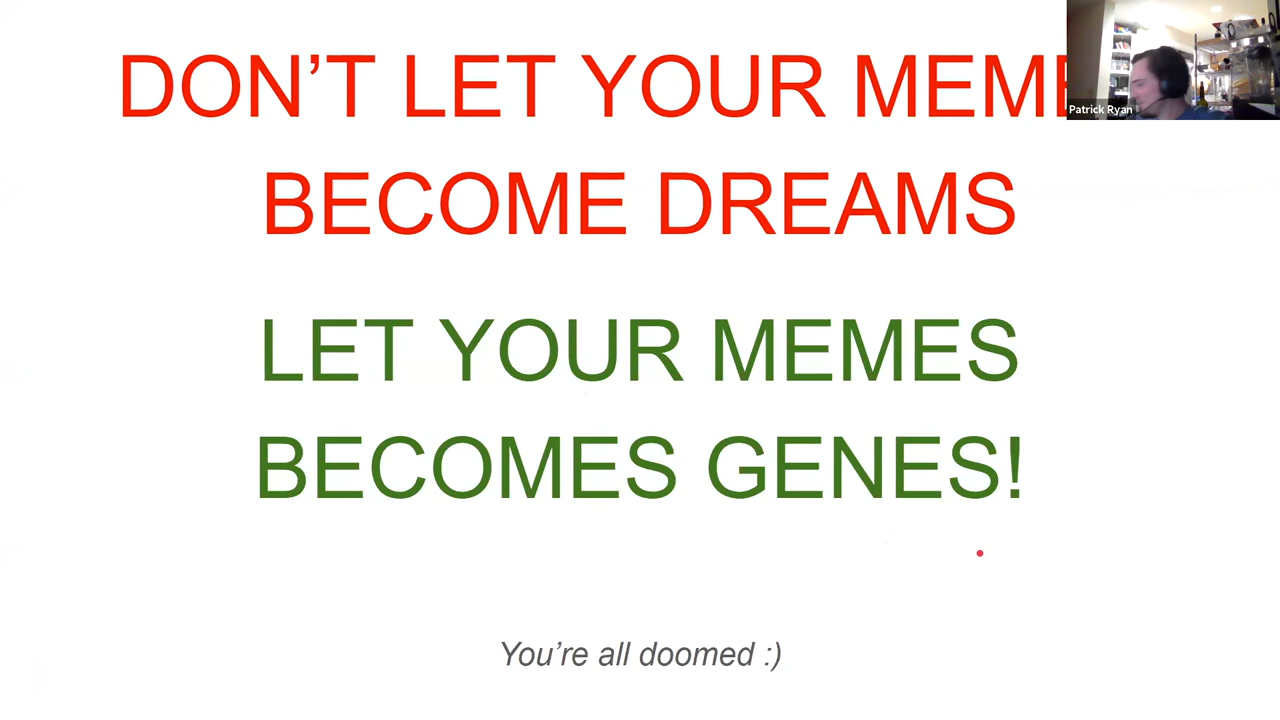 DON'T LET YOUR MEME
BECOME DREAMS
LET YOUR MEMES
BECOMES GENES!
You're all doomed :)
Patrick Ryan